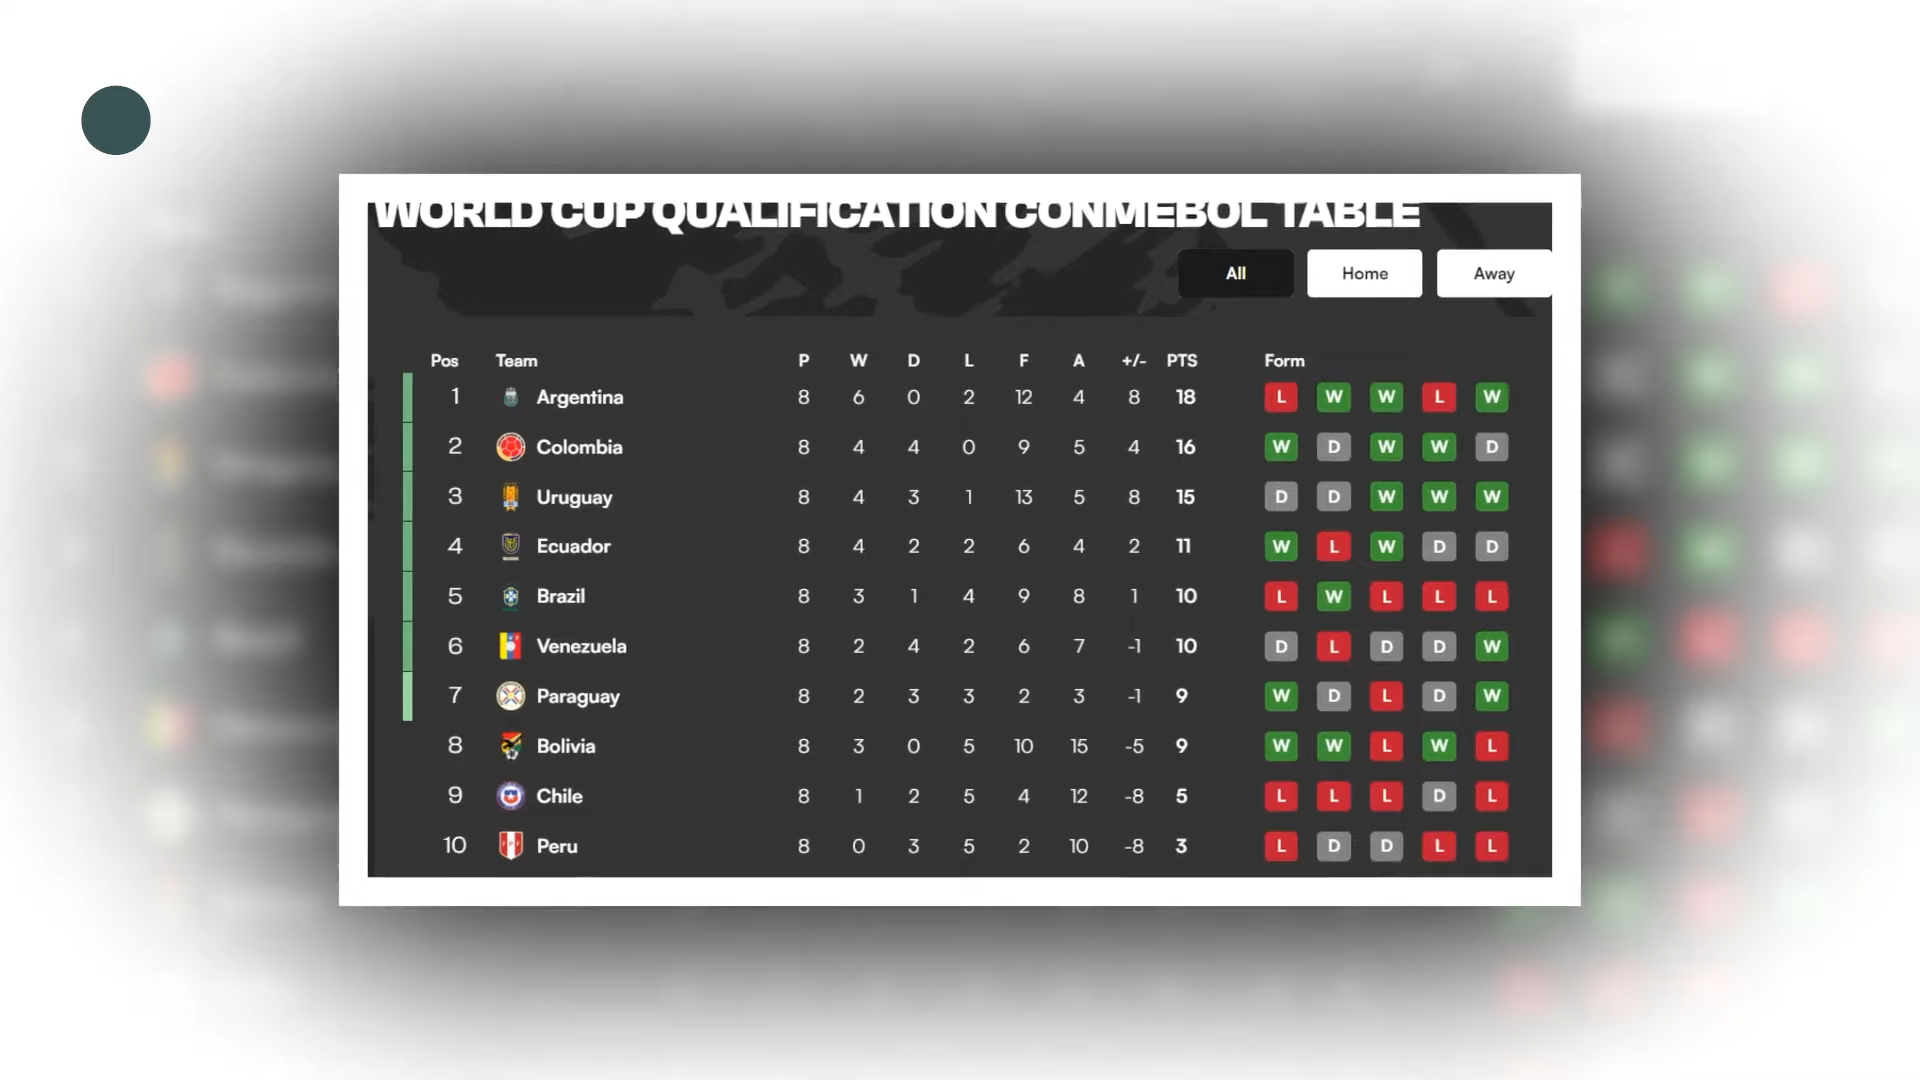 WORLD CUP QUALIFICATION CONMEBOL TABLE
All Home Away
Pos Team P W D L F A +/- PTS Form
1 Argentina 8 6 0 2 12 4 8 18 L W W L W
2 Colombia 8 4 4 0 9 5 4 16 W D W W D
3 Uruguay 8 4 3 1 13 5 8 15 D D W W W
4 Ecuador 8 4 2 2 6 4 2 11 W L W D D
5 Brazil 8 3 1 4 9 8 1 10 L W L L L
6 Venezuela 8 2 4 2 6 7 -1 10 D L D D W
7 Paraguay 8 2 3 3 2 3 -1 9 W D L D W
8 Bolivia 8 3 0 5 10 15 -5 9 W W L W L
9 Chile 8 1 2 5 4 12 -8 5 L L L D L
10 Peru 8 0 3 5 2 10 -8 3 L D D L L